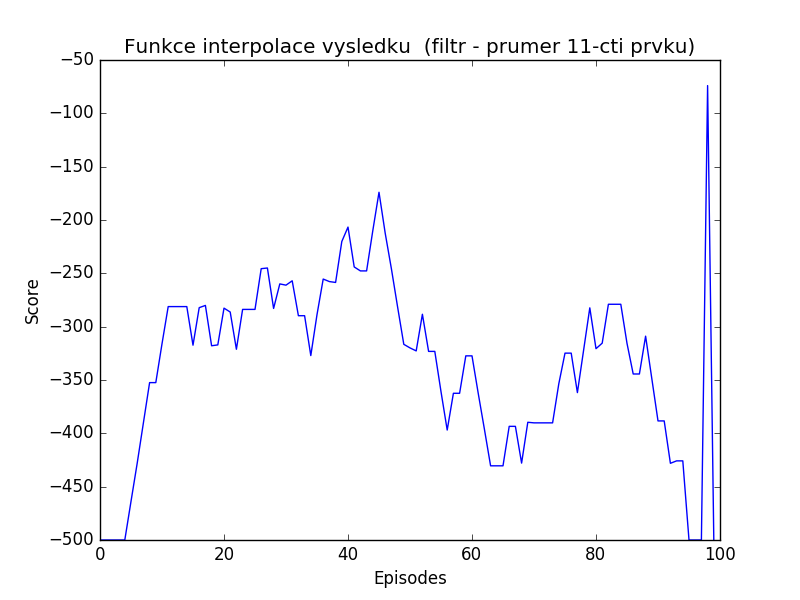 Funkce interpolace vysledku  (filtr - prumer 11-cti prvku)
−50
−100
−150
−200
−250
−300
−350
−400
−450
−500
Score
0 20 40 60 80 100
Episodes